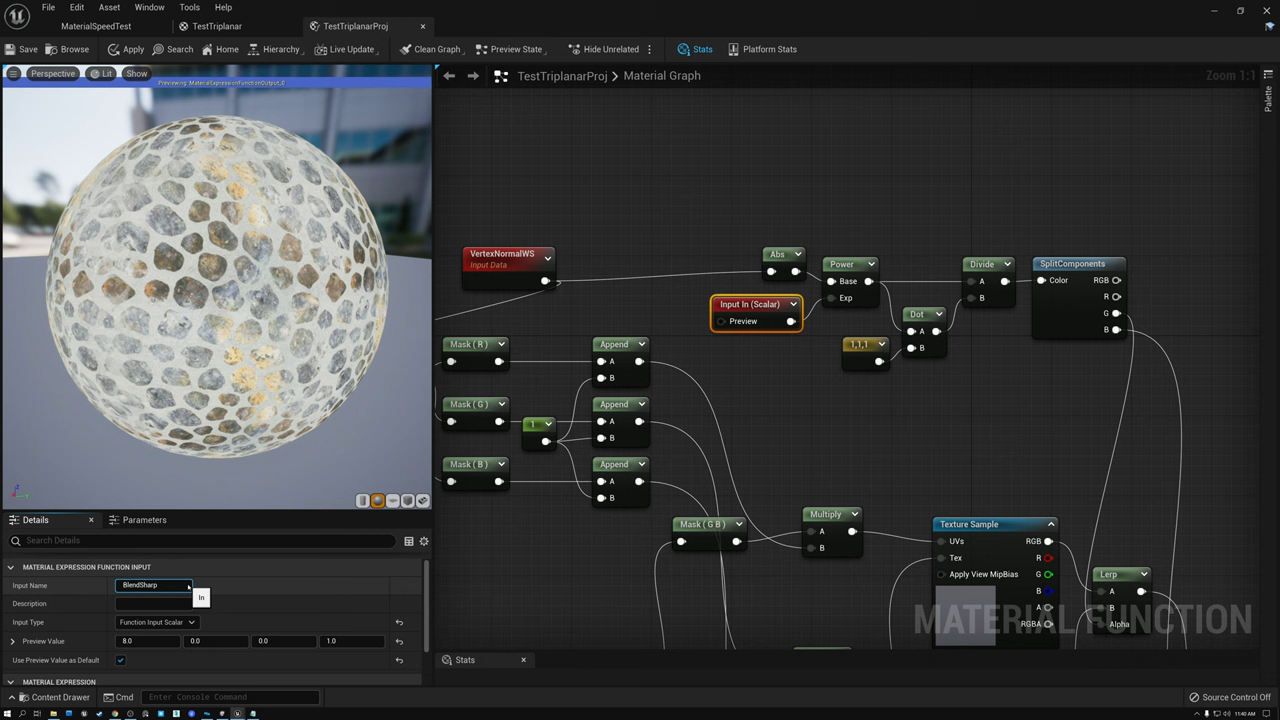 File Edit Asset Window Tools Help
MaterialSpeedTest TestTriplanar TestTriplanarProj
Save Browse Apply Search Home Hierarchy Live Update Clean Graph Preview State Hide Unrelated Stats Platform Stats
Perspective Lit Show
Previewing: MaterialExpressionFunctionOutput_0
TestTriplanarProj Material Graph Zoom 1:1
Palette
VertexNormalWS
Input Data
Abs
Power
Base
Exp
Divide
A
B
SplitComponents
Color RGB
R
G
B
Input In (Scalar)
Preview
Dot
A
B
1,1,1
Mask ( R )
Append
A
B
Mask ( G )
Append
A
B
1
Mask ( B )
Append
A
B
Mask ( G B )
Multiply
A
B
Texture Sample
UVs RGB
Tex R
Apply View MipBias G
B
A
RGBA
Lerp
A
B
Alpha
MATERIAL FUNCTION
Details Parameters
Search Details
MATERIAL EXPRESSION FUNCTION INPUT
Input Name BlendSharp
In
Description
Input Type Function Input Scalar
Preview Value 8.0 0.0 0.0 1.0
Use Preview Value as Default
MATERIAL EXPRESSION
Stats
Content Drawer Cmd Enter Console Command Source Control Off
11:40 AM